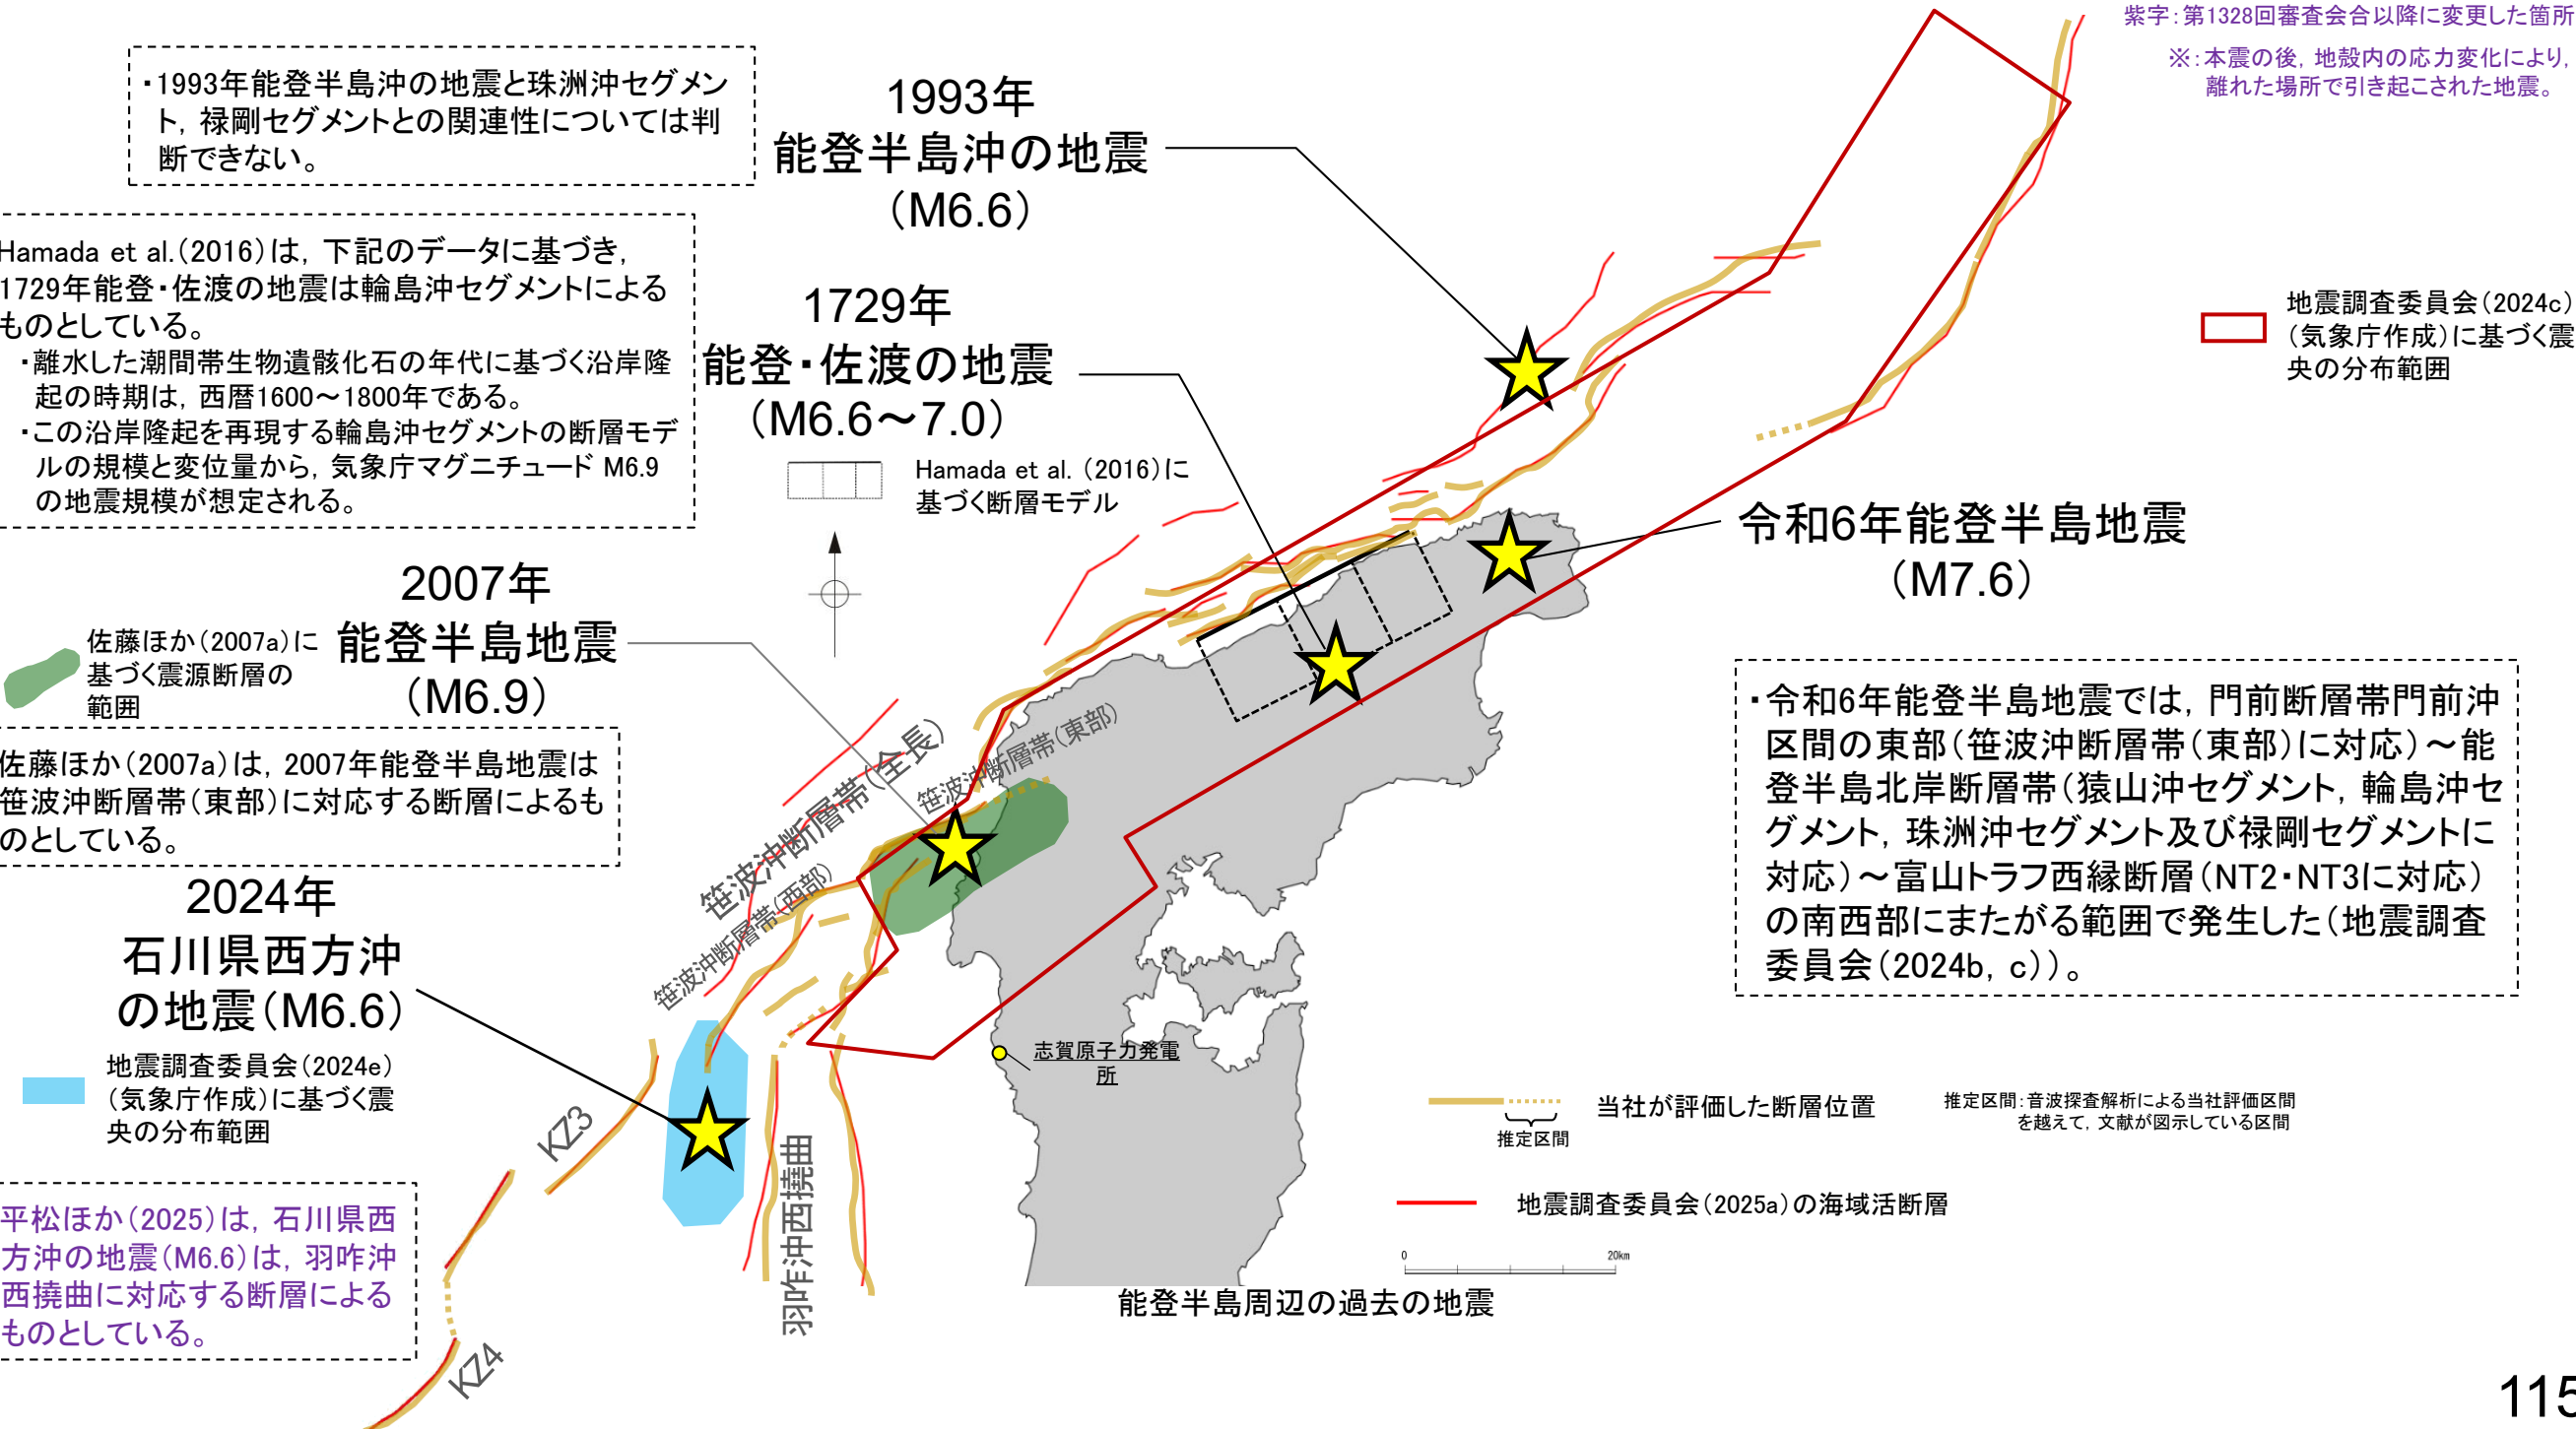 紫字：第1328回審査会合以降に変更した箇所
※：本震の後，地殻内の応力変化により，
離れた場所で引き起こされた地震。
・1993年能登半島沖の地震と珠洲沖セグメン
ト，禄剛セグメントとの関連性については判
断できない。
1993年
能登半島沖の地震
（M6.6）
Hamada et al.（2016）は，下記のデータに基づき，
1729年能登・佐渡の地震は輪島沖セグメントによる
ものとしている。
・離水した潮間帯生物遺骸化石の年代に基づく沿岸隆
起の時期は，西暦1600～1800年である。
・この沿岸隆起を再現する輪島沖セグメントの断層モデ
ルの規模と変位量から，気象庁マグニチュード M6.9
の地震規模が想定される。
1729年
能登・佐渡の地震
（M6.6～7.0）
Hamada et al. （2016）に
基づく断層モデル
地震調査委員会（2024c）
（気象庁作成）に基づく震
央の分布範囲
令和6年能登半島地震
（M7.6）
2007年
能登半島地震
（M6.9）
佐藤ほか（2007a）に
基づく震源断層の
範囲
佐藤ほか（2007a）は，2007年能登半島地震は
笹波沖断層帯（東部）に対応する断層によるも
のとしている。
・令和6年能登半島地震では，門前断層帯門前沖
区間の東部（笹波沖断層帯（東部）に対応）～能
登半島北岸断層帯（猿山沖セグメント，輪島沖セ
グメント，珠洲沖セグメント及び禄剛セグメントに
対応）～富山トラフ西縁断層（NT2・NT3に対応）
の南西部にまたがる範囲で発生した（地震調査
委員会（2024b，c））。
笹波沖断層帯（全長）
笹波沖断層帯（東部）
笹波沖断層帯（西部）
2024年
石川県西方沖
の地震（M6.6）
地震調査委員会（2024e）
（気象庁作成）に基づく震
央の分布範囲
志賀原子力発電
所
KZ3
羽咋沖西撓曲
KZ4
平松ほか（2025）は，石川県西
方沖の地震（M6.6）は，羽咋沖
西撓曲に対応する断層による
ものとしている。
当社が評価した断層位置
推定区間
推定区間：音波探査解析による当社評価区間
を越えて，文献が図示している区間
地震調査委員会（2025a）の海域活断層
0 20km
能登半島周辺の過去の地震
115